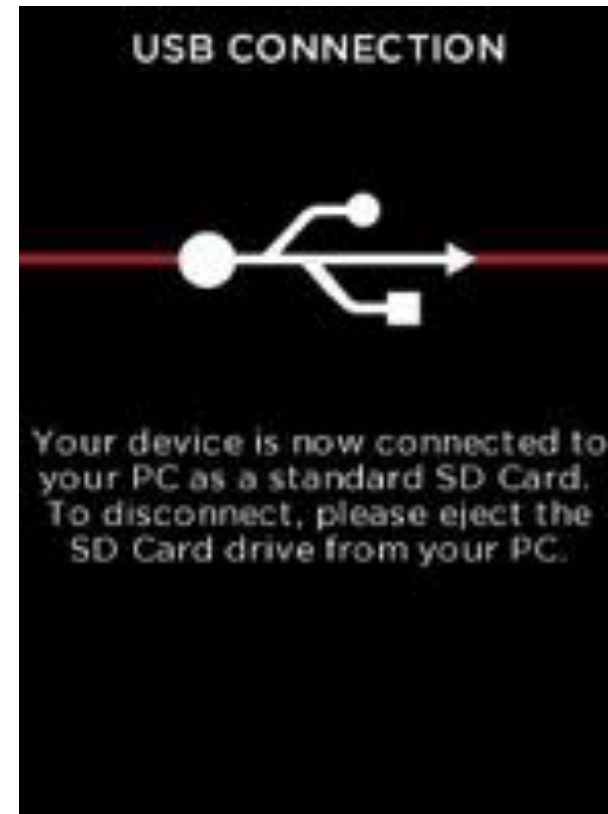 USB CONNECTION
Your device is now connected to
your PC as a standard SD Card.
To disconnect, please eject the
SD Card drive from your PC.